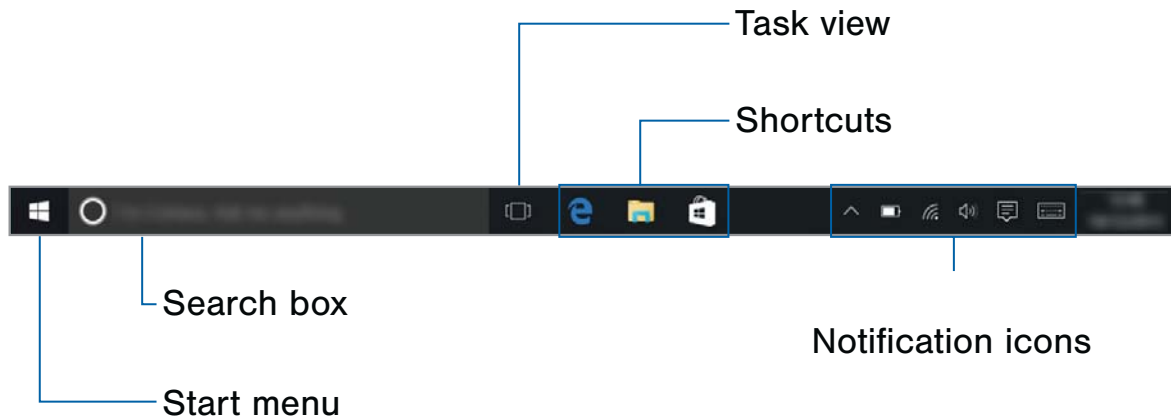 Task view
Shortcuts
Search box
Notification icons
Start menu